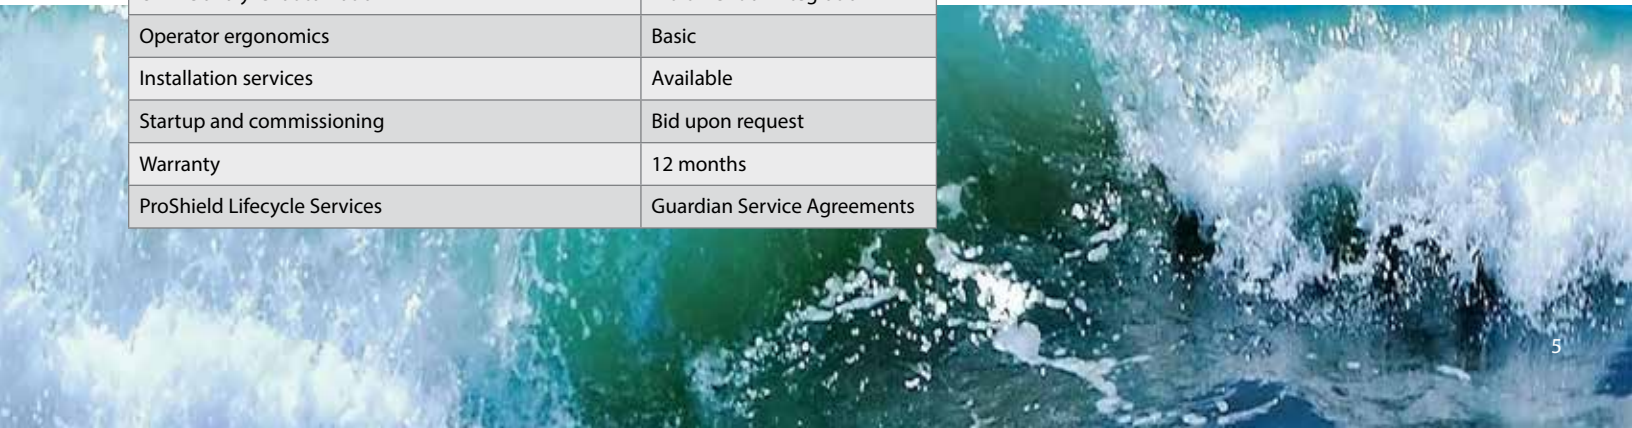 Operator ergonomics Basic
Installation services Available
Startup and commissioning Bid upon request
Warranty 12 months
ProShield Lifecycle Services Guardian Service Agreements
5